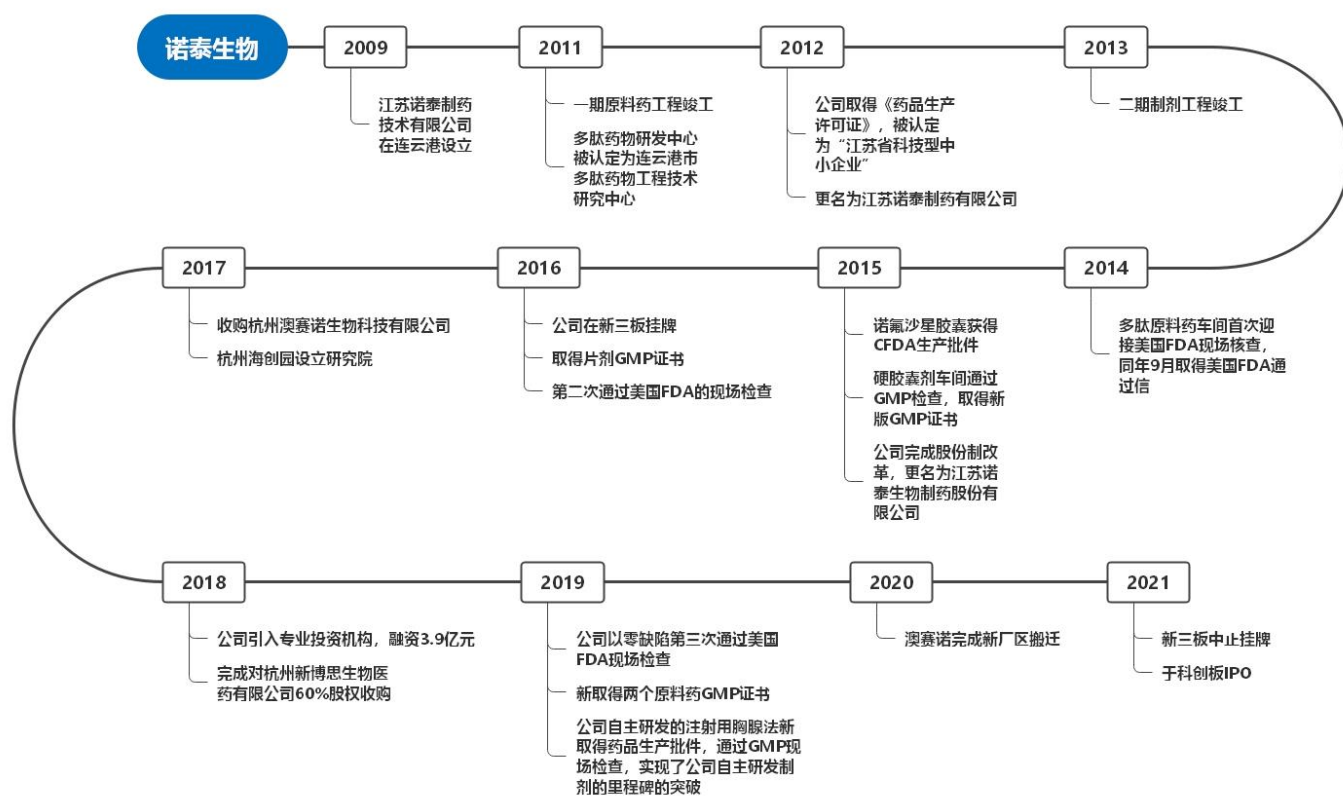 诺泰生物
2009
江苏诺泰制药
技术有限公司
在连云港设立
2011
一期原料药工程竣工
多肽药物研发中心
被认定为连云港市
多肽药物工程技术
研究中心
2012
公司取得《药品生产
许可证》，被认定
为“江苏省科技型中
小企业”
更名为江苏诺泰制药有限公司
2013
二期制剂工程竣工
2014
多肽原料药车间首次迎
接美国FDA现场核查，
同年9月取得美国FDA通
过信
2015
诺氟沙星胶囊获得
CFDA生产批件
硬胶囊剂车间通过
GMP检查，取得新
版GMP证书
公司完成股份制改
革，更名为江苏诺
泰生物制药股份有
限公司
2016
公司在新三板挂牌
取得片剂GMP证书
第二次通过美国FDA的现场检查
2017
收购杭州澳赛诺生物科技有限公司
杭州海创园设立研究院
2018
公司引入专业投资机构，融资3.9亿元
完成对杭州新博思生物医
药有限公司60%股权收购
2019
公司以零缺陷第三次通过美国
FDA现场检查
新取得两个原料药GMP证书
公司自主研发的注射用胸腺法新
取得药品生产批件，通过GMP现
场检查，实现了公司自主研发制
剂的里程碑的突破
2020
澳赛诺完成新厂区搬迁
2021
新三板中止挂牌
于科创板IPO